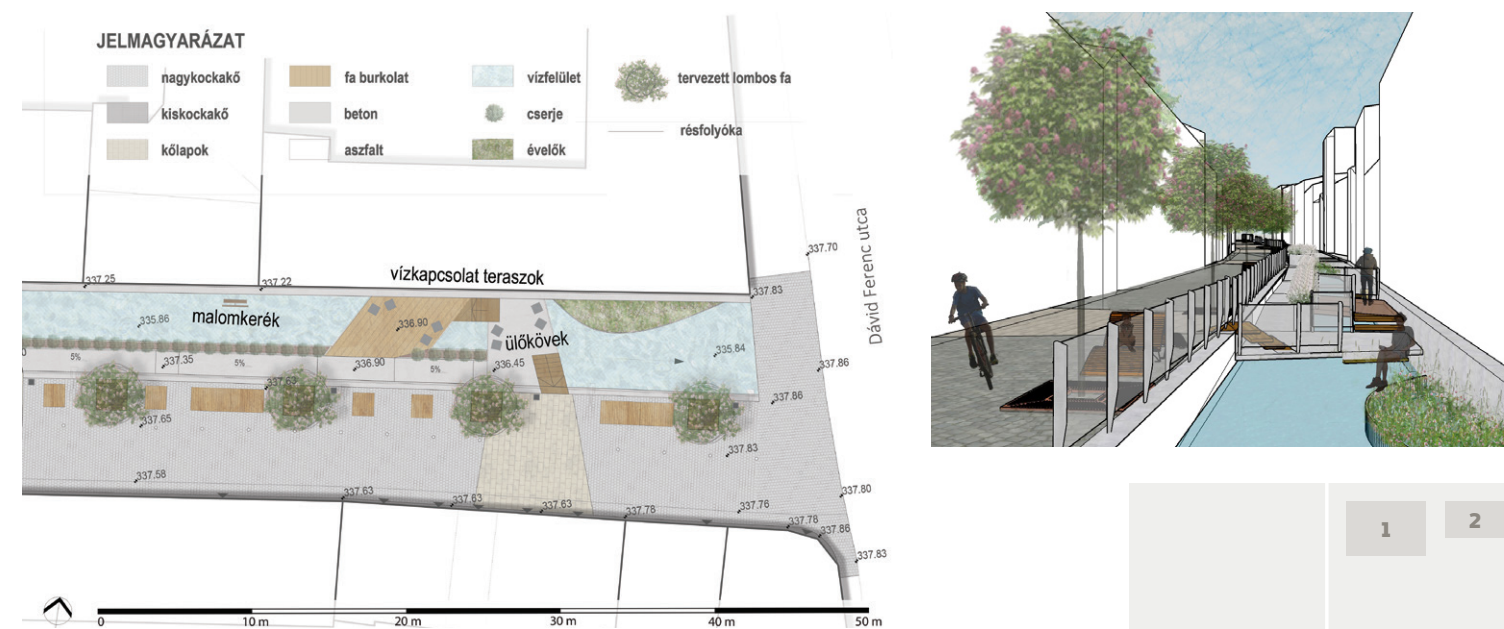 JELMAGYARÁZAT
nagykockakő
fa burkolat
vízfelület
tervezett lombos fa
kiskockakő
beton
cserje
résfolyóka
kőlapok
aszfalt
évelők
Dávid Ferenc utca
337.70
337.25
337.22
vízkapcsolat teraszok
337.83
malomkerék
335.86
336.90
ülőkövek
335.84
5%
337.35
5%
336.90
5%
336.45
337.86
337.63
337.86
337.65
337.83
337.58
337.63
337.63
337.63
337.78
337.76
337.80
337.78
337.86
337.83
0
10 m
20 m
30 m
40 m
50 m
1
2